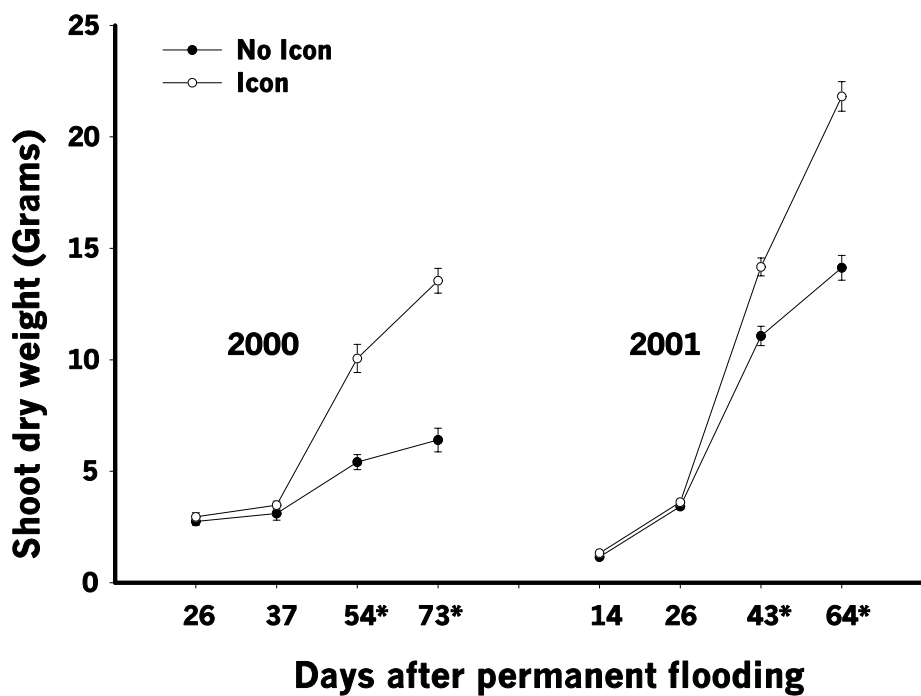 25
20
15
10
5
0
No Icon
Icon
2000
2001
26 37 54* 73* 14 26 43* 64*
Shoot dry weight (Grams)
Days after permanent flooding